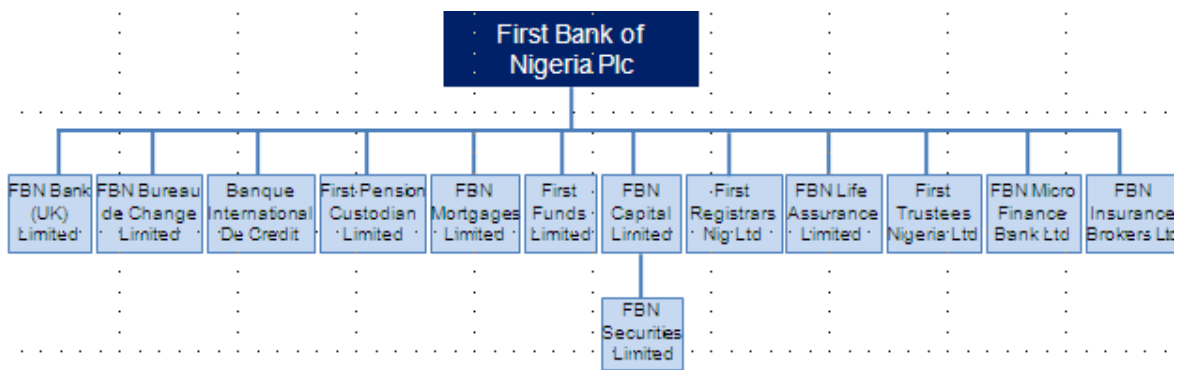 First Bank of
Nigeria Plc
FBN Bank
(UK)
Limited
FBN Bureau
de Change
Limited
Banque
International
De Credit
First Pension
Custodian
Limited
FBN
Mortgages
Limited
First
Funds
Limited
FBN
Capital
Limited
First
Registrars
Nig Ltd
FBN Life
Assurance
Limited
First
Trustees
Nigeria Ltd
FBN Micro
Finance
Bank Ltd
FBN
Insurance
Brokers Ltd
FBN
Securities
Limited